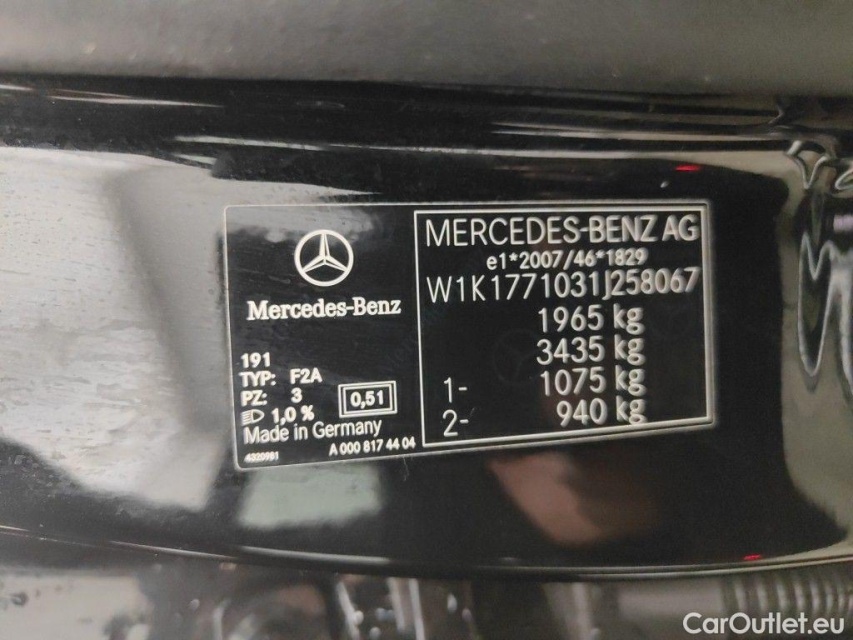 Mercedes-Benz
191
TYP: F2A
PZ: 3
1,0 %
0,51
Made in Germany
4320981
A 000 817 44 04
MERCEDES-BENZ AG
e1*2007/46*1829
W1K1771031J258067
1965 kg
3435 kg
1- 1075 kg
2- 940 kg
CarOutlet.eu